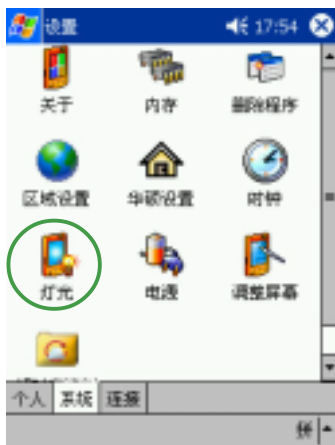 设置 17:54
关于 内存 删除程序
区域设置 华硕设置 时钟
灯光 电源 调整屏幕
个人 系统 连接
拼